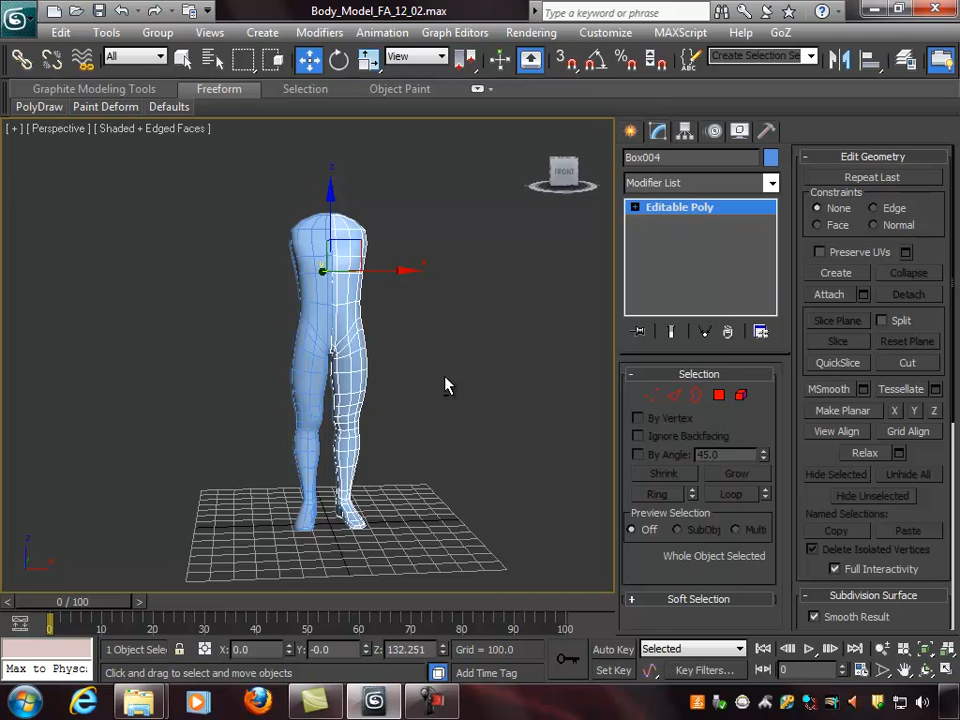 Body_Model_FA_12_02.max
Type a keyword or phrase
Edit Tools Group Views Create Modifiers Animation Graph Editors Rendering Customize MAXScript Help GoZ
All View 3 Create Selection Se
Graphite Modeling Tools Freeform Selection Object Paint
PolyDraw Paint Deform Defaults
[ + ] [ Perspective ] [ Shaded + Edged Faces ]
z
x
FRONT
z
x
Box004
Modifier List
Editable Poly
Selection
By Vertex
Ignore Backfacing
By Angle: 45.0
Shrink Grow
Ring Loop
Preview Selection
Off SubObj Multi
Whole Object Selected
Soft Selection
Edit Geometry
Repeat Last
Constraints
None Edge
Face Normal
Preserve UVs
Create Collapse
Attach Detach
Slice Plane Split
Slice Reset Plane
QuickSlice Cut
MSmooth Tessellate
Make Planar X Y Z
View Align Grid Align
Relax
Hide Selected Unhide All
Hide Unselected
Named Selections:
Copy Paste
Delete Isolated Vertices
Full Interactivity
Subdivision Surface
Smooth Result
0 / 100
0 10 20 30 40 50 60 70 80 90 100
1 Object Selec X: 0.0 Y: -0.0 Z: 132.251 Grid = 100.0 Auto Key Selected
Max to Physc Click and drag to select and move objects Add Time Tag Set Key Key Filters... 0